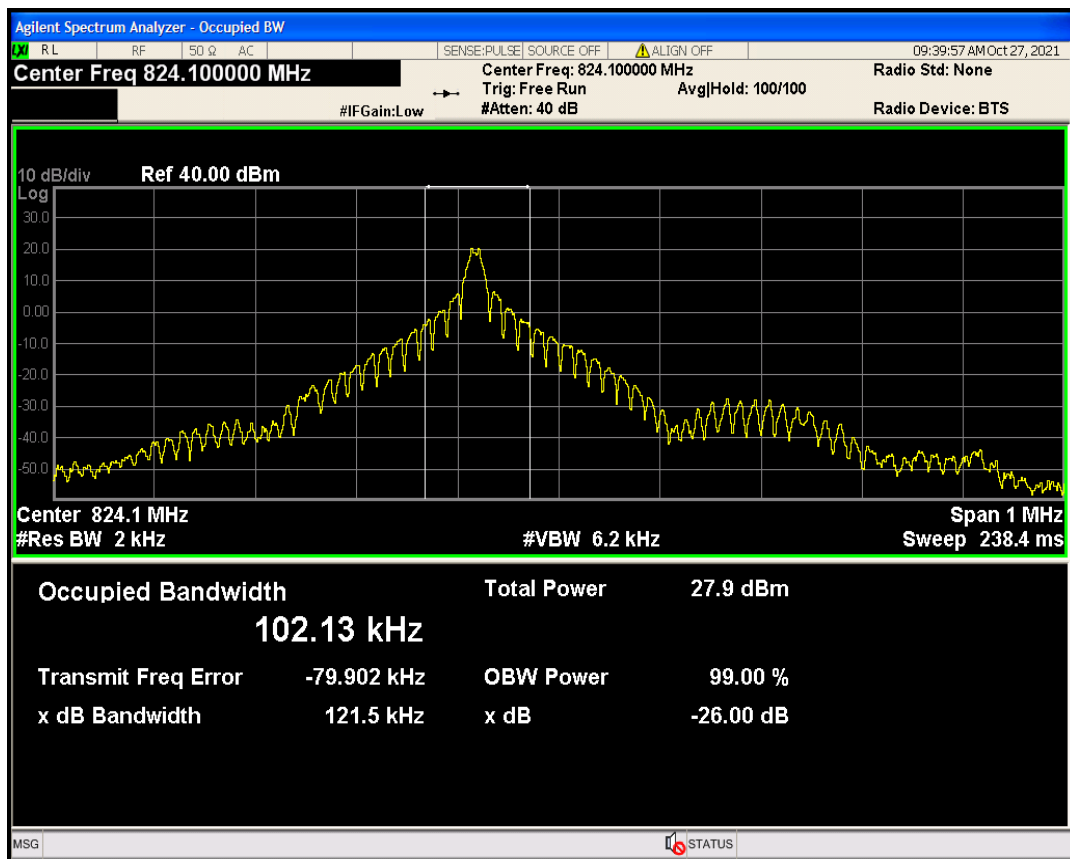 Agilent Spectrum Analyzer - Occupied BW
LXI RL RF 50 Ω AC SENSE:PULSE SOURCE OFF ALIGN OFF 09:39:57 AM Oct 27, 2021
Center Freq 824.100000 MHz Center Freq: 824.100000 MHz Radio Std: None
Trig: Free Run Avg|Hold: 100/100
#IFGain:Low #Atten: 40 dB Radio Device: BTS
10 dB/div Ref 40.00 dBm
Log
30.0
20.0
10.0
0.00
-10.0
-20.0
-30.0
-40.0
-50.0
Center 824.1 MHz Span 1 MHz
#Res BW 2 kHz #VBW 6.2 kHz Sweep 238.4 ms
Occupied Bandwidth Total Power 27.9 dBm
102.13 kHz
Transmit Freq Error -79.902 kHz OBW Power 99.00 %
x dB Bandwidth 121.5 kHz x dB -26.00 dB
MSG STATUS